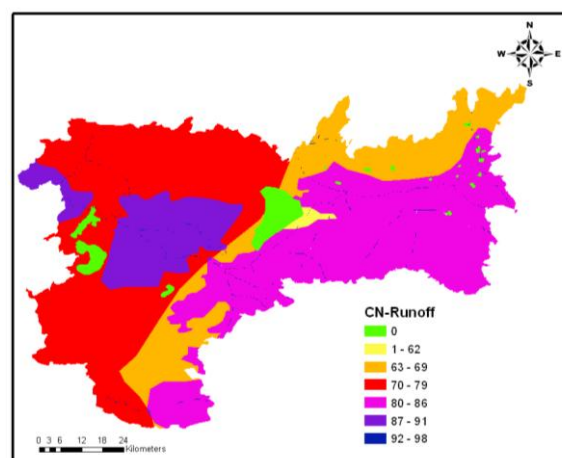 N
W E
S
CN-Runoff
0
1 - 62
63 - 69
70 - 79
80 - 86
87 - 91
92 - 98
0 3 6 12 18 24
Kilometers